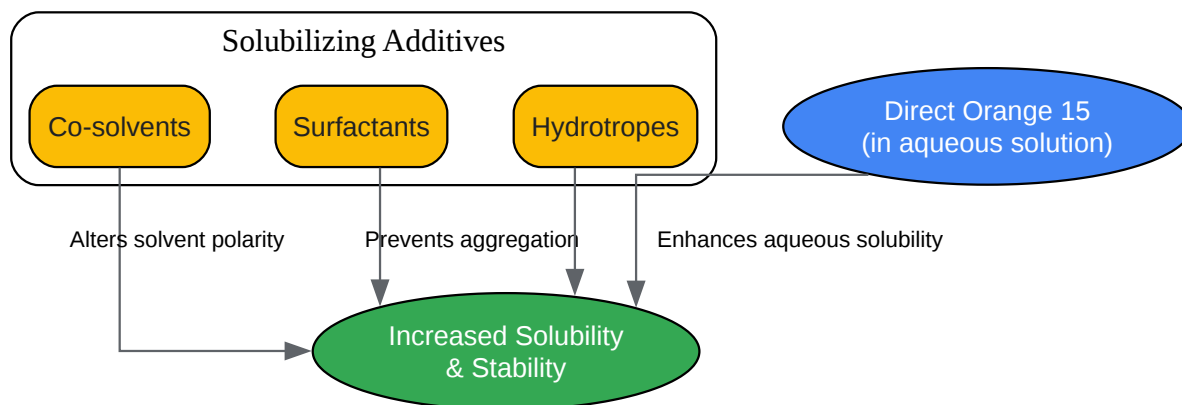 Solubilizing Additives
Co-solvents
Surfactants
Hydrotropes
Direct Orange 15
(in aqueous solution)
Alters solvent polarity
Prevents aggregation
Enhances aqueous solubility
Increased Solubility
& Stability